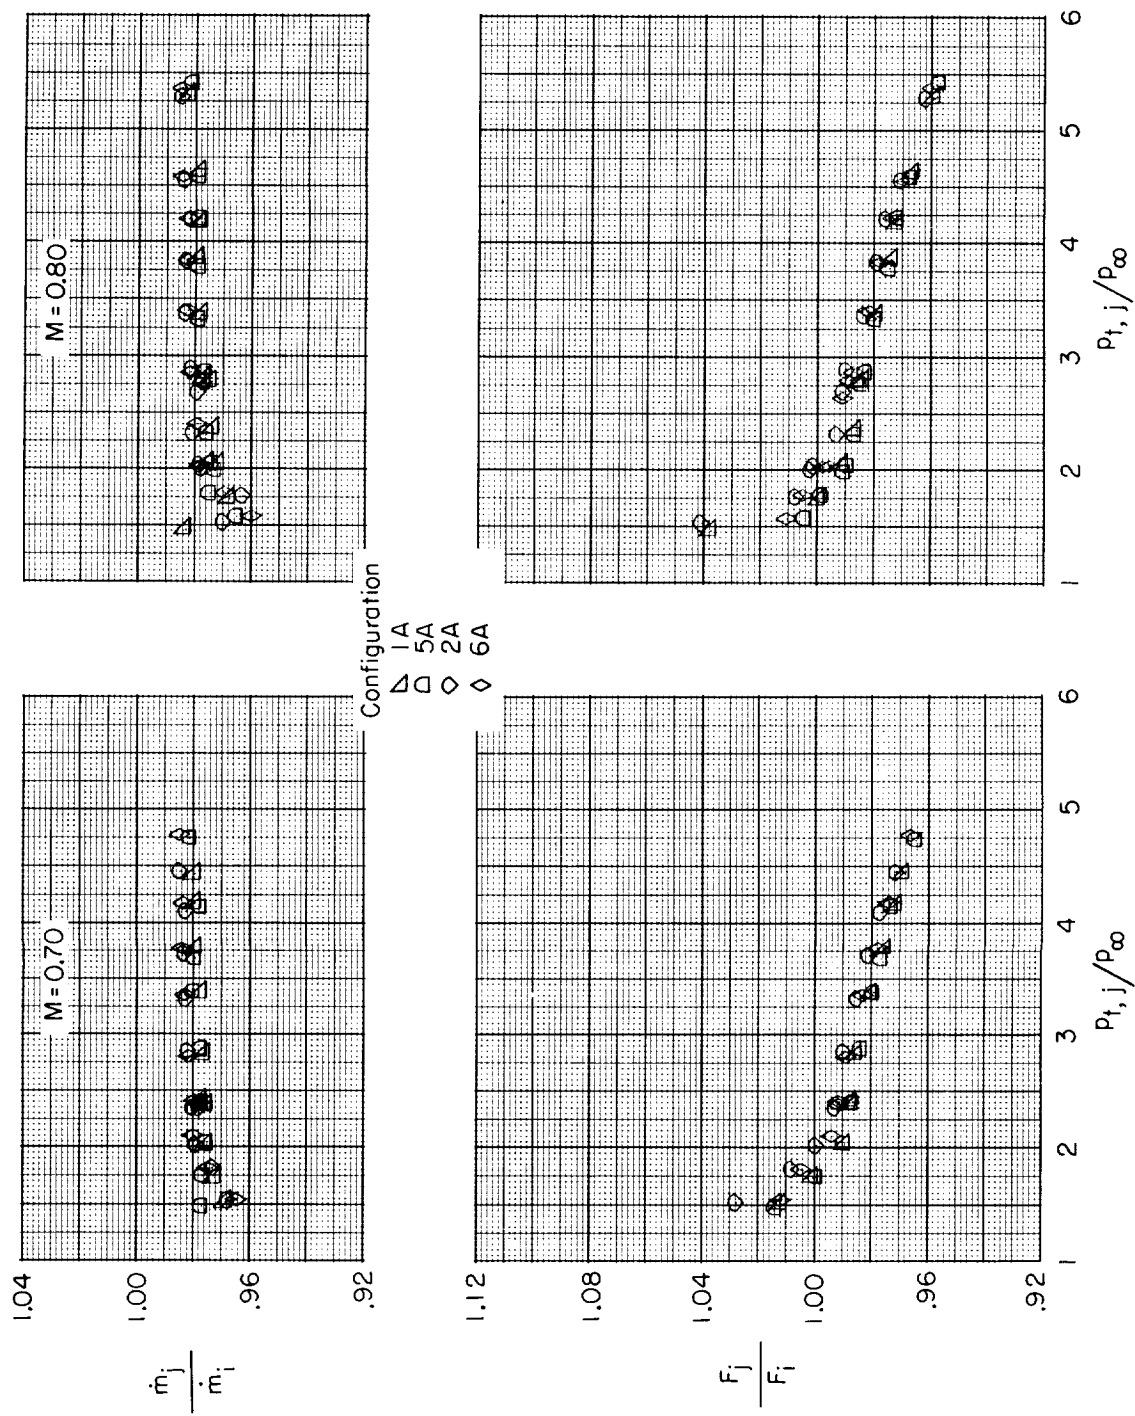 M = 0.70
M = 0.80
1.04
1.00
.96
.92
ṁj
ṁi
Configuration
1A
5A
2A
6A
1.12
1.08
1.04
1.00
.96
.92
Fj
Fi
1 2 3 4 5 6
1 2 3 4 5 6
pt, j/p∞
pt, j/p∞